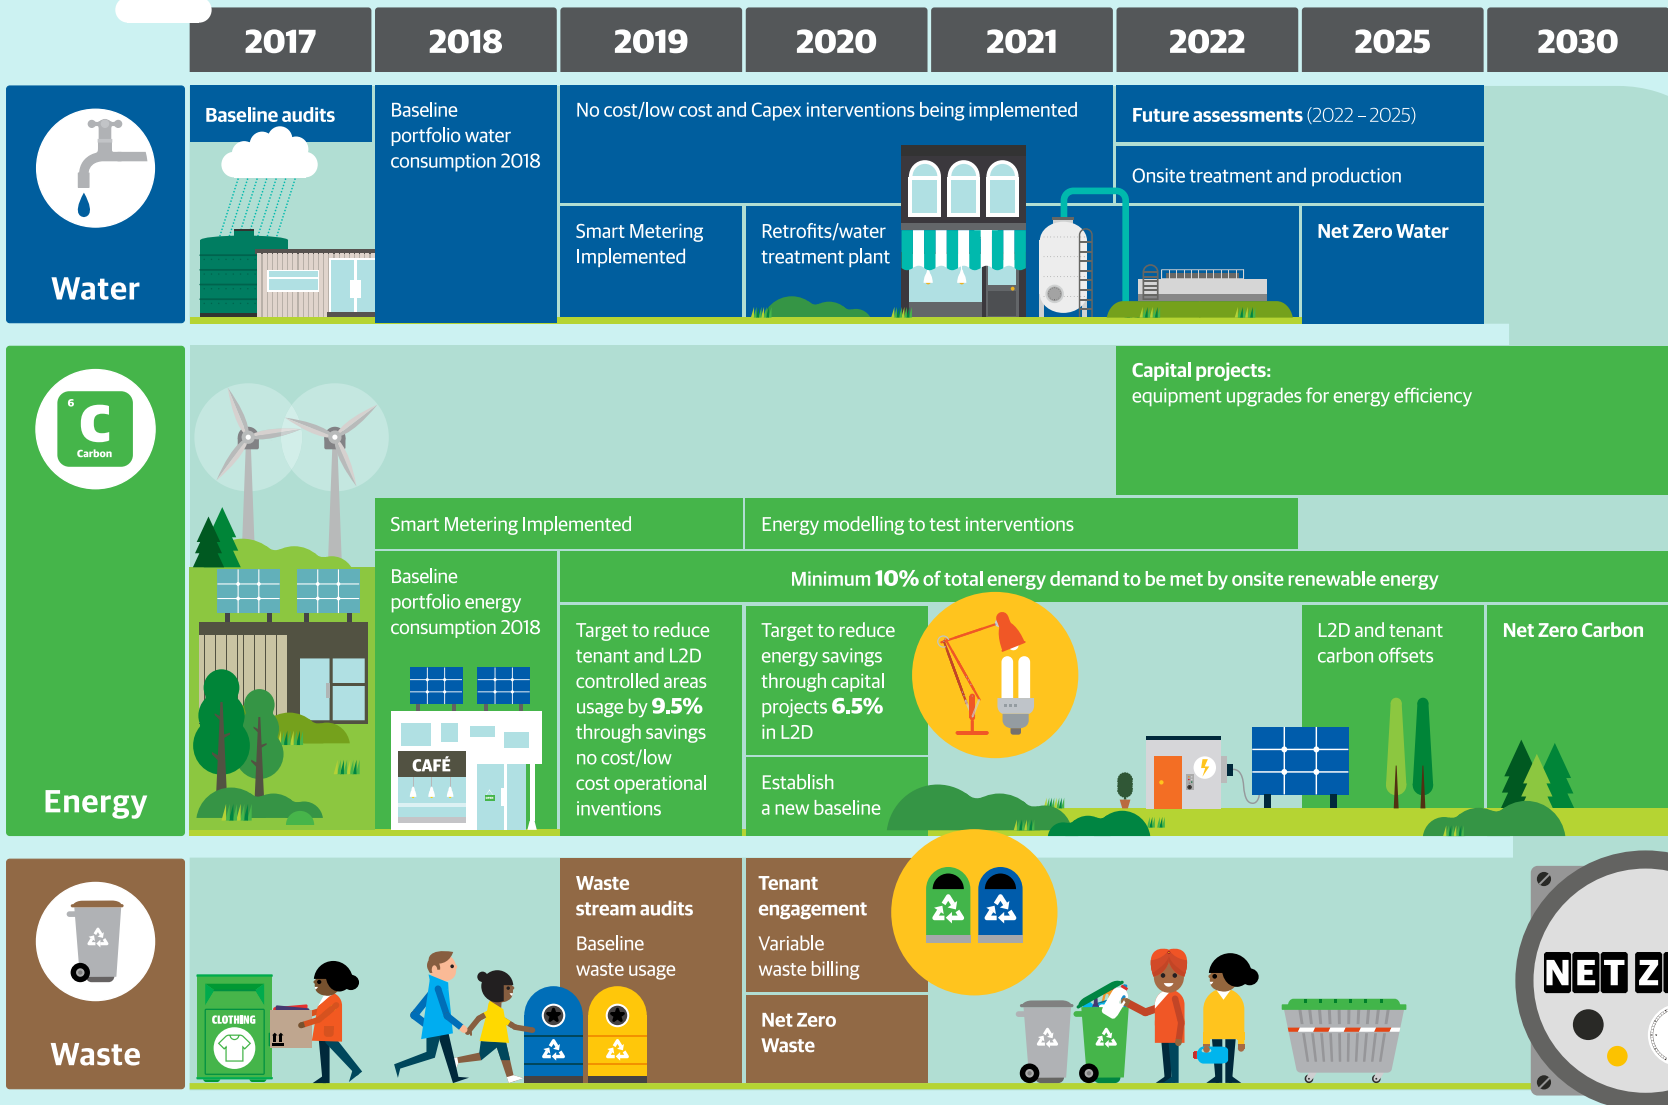 2017 2018 2019 2020 2021 2022 2025 2030
Water
Baseline audits
Baseline
portfolio water
consumption 2018
No cost/low cost and Capex interventions being implemented
Smart Metering
Implemented
Retrofits/water
treatment plant
Future assessments (2022 – 2025)
Onsite treatment and production
Net Zero Water
6
C
Carbon
Energy
Capital projects:
equipment upgrades for energy efficiency
Smart Metering Implemented
Energy modelling to test interventions
Baseline
portfolio energy
consumption 2018
CAFÉ
Minimum 10% of total energy demand to be met by onsite renewable energy
Target to reduce
tenant and L2D
controlled areas
usage by 9.5%
through savings
no cost/low
cost operational
inventions
Target to reduce
energy savings
through capital
projects 6.5%
in L2D
Establish
a new baseline
L2D and tenant
carbon offsets
Net Zero Carbon
Waste
CLOTHING
Waste
stream audits
Baseline
waste usage
Tenant
engagement
Variable
waste billing
Net Zero
Waste
NET Z